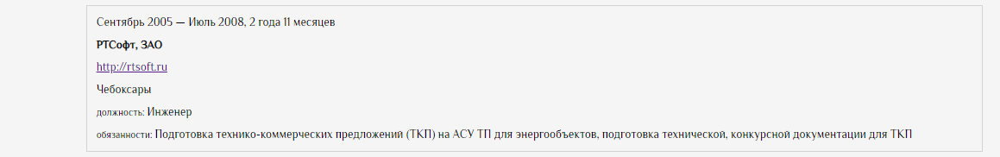 Сентябрь 2005 — Июль 2008, 2 года 11 месяцев
РТСофт, ЗАО
http://rtsoft.ru
Чебоксары
должность: Инженер
обязанности: Подготовка технико-коммерческих предложений (ТКП) на АСУ ТП для энергообъектов, подготовка технической, конкурсной документации для ТКП